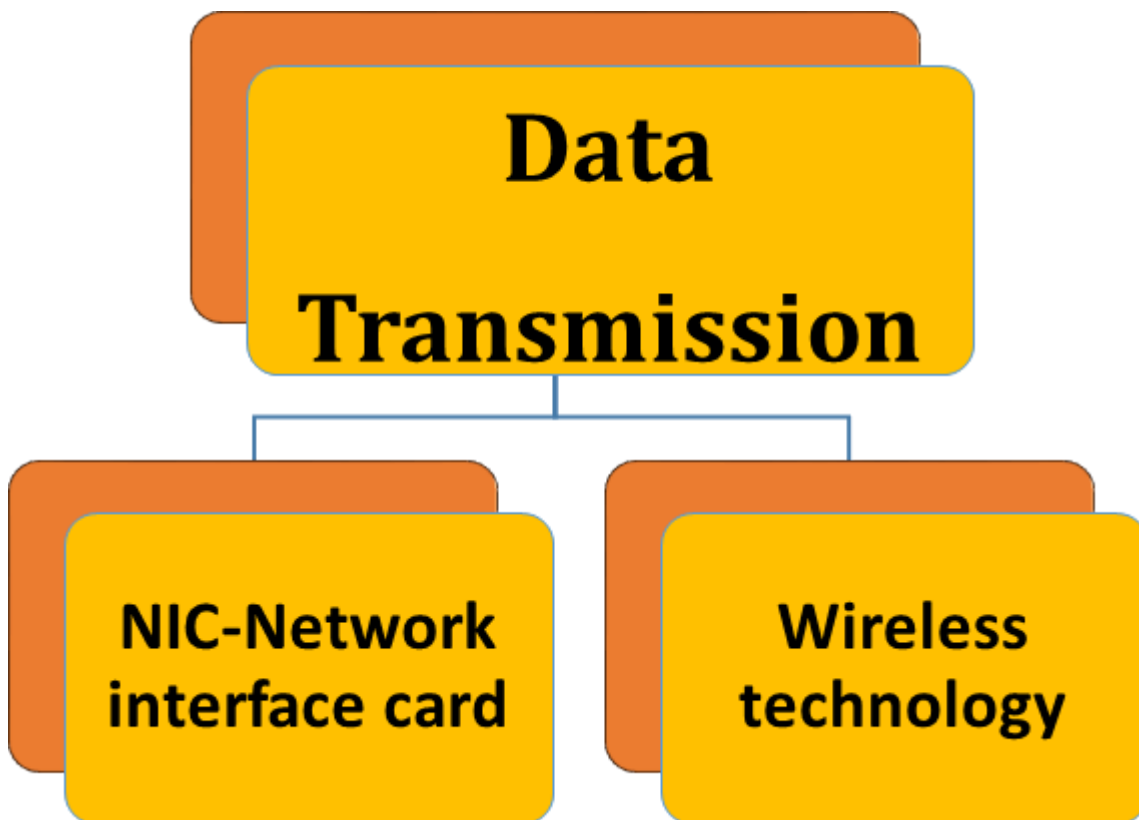 Data
Transmission
NIC-Network
interface card
Wireless
technology